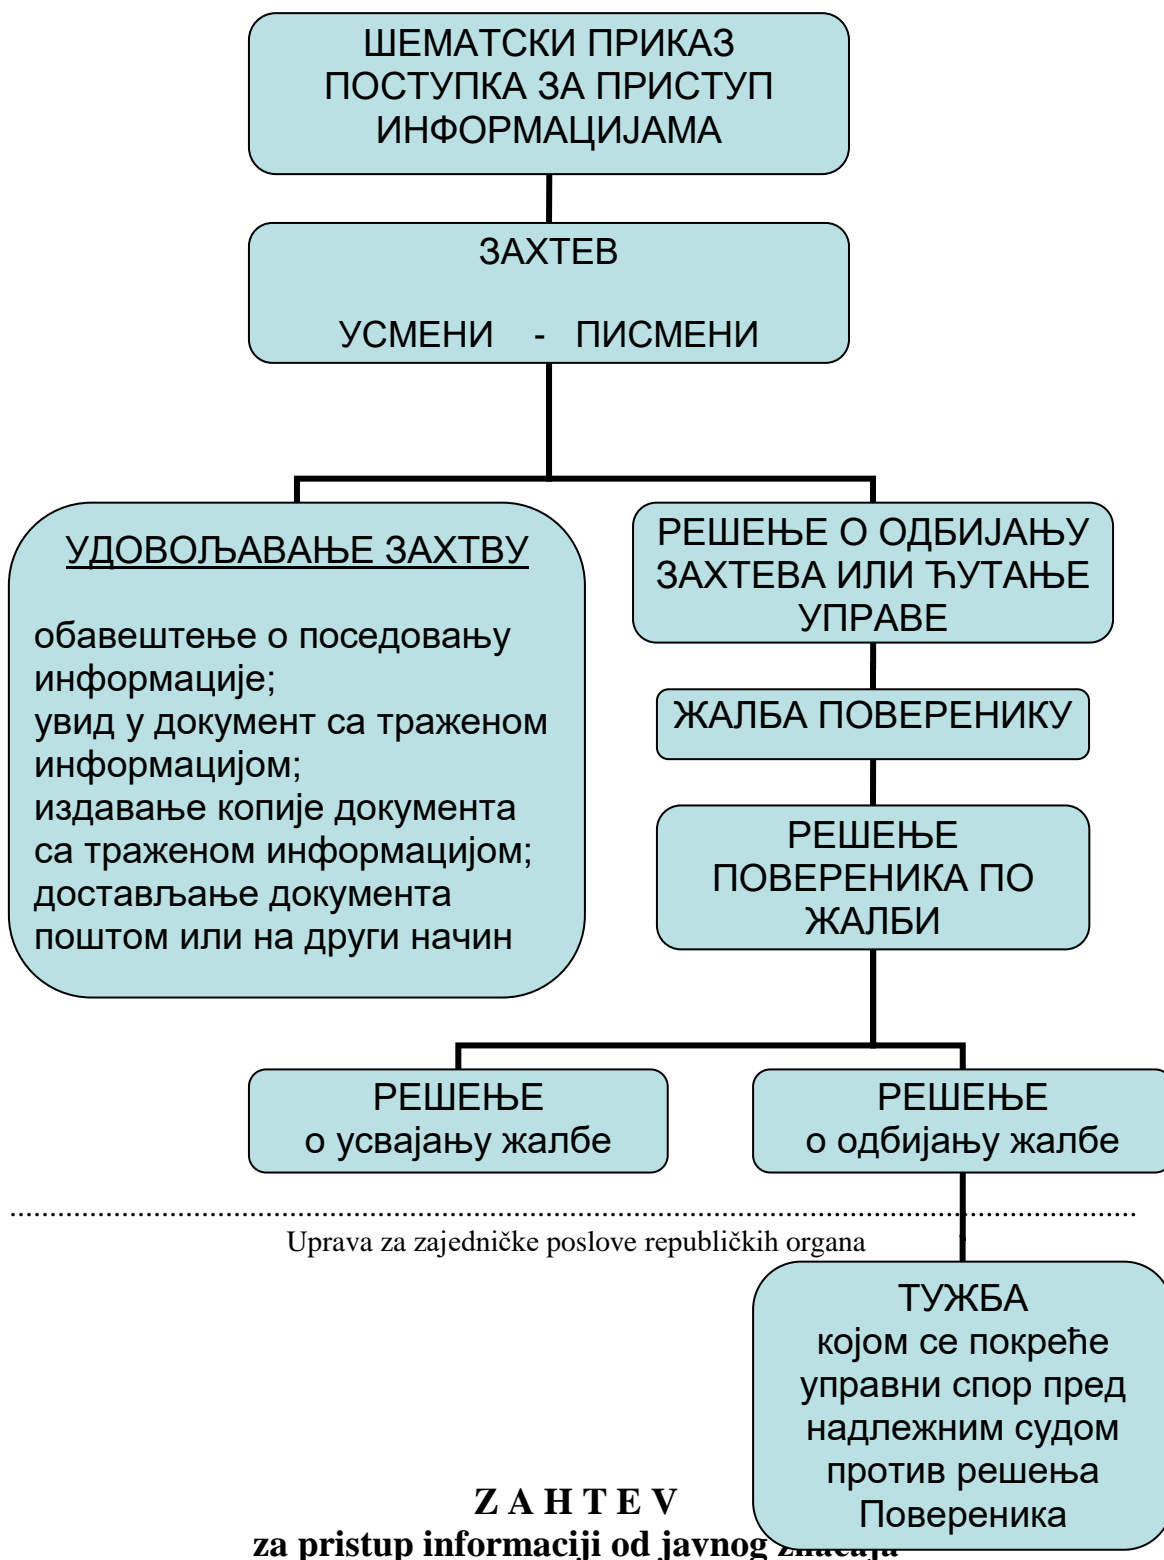 ШЕМАТСКИ ПРИКАЗ
ПОСТУПКА ЗА ПРИСТУП
ИНФОРМАЦИЈАМА
ЗАХТЕВ
УСМЕНИ - ПИСМЕНИ
УДОВОЉАВАЊЕ ЗАХТВУ
обавештење о поседовању
информације;
увид у документ са траженом
информацијом;
издавање копије документа
са траженом информацијом;
достављање документа
поштом или на други начин
РЕШЕЊЕ О ОДБИЈАЊУ
ЗАХТЕВА ИЛИ ЋУТАЊЕ
УПРАВЕ
ЖАЛБА ПОВЕРЕНИКУ
РЕШЕЊЕ
ПОВЕРЕНИКА ПО
ЖАЛБИ
РЕШЕЊЕ
о усвајању жалбе
РЕШЕЊЕ
о одбијању жалбе
Uprava za zajedničke poslove republičkih organa
ТУЖБА
којом се покреће
управни спор пред
надлежним судом
против решења
Повереника
Z A H T E V
za pristup informaciji od javnog značaja